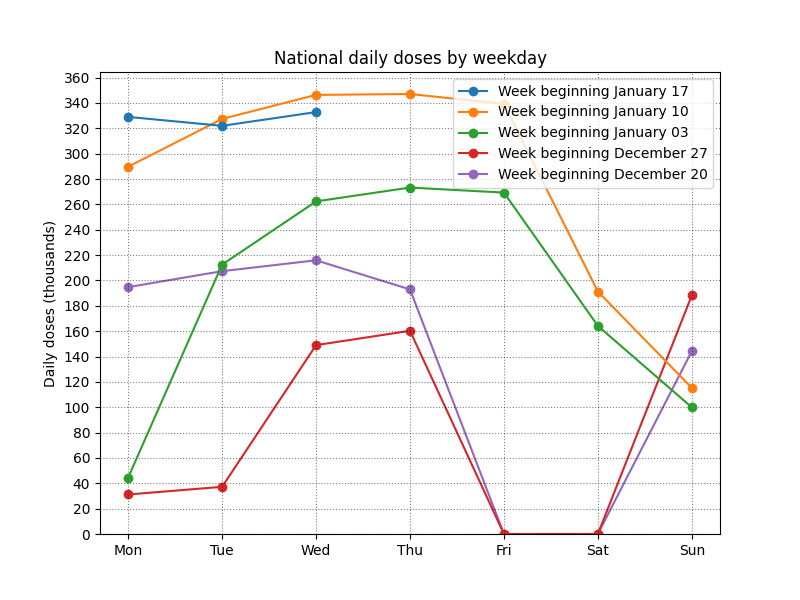 National daily doses by weekday
Daily doses (thousands)
360
340
320
300
280
260
240
220
200
180
160
140
120
100
80
60
40
20
0
Week beginning January 17
Week beginning January 10
Week beginning January 03
Week beginning December 27
Week beginning December 20
Mon Tue Wed Thu Fri Sat Sun